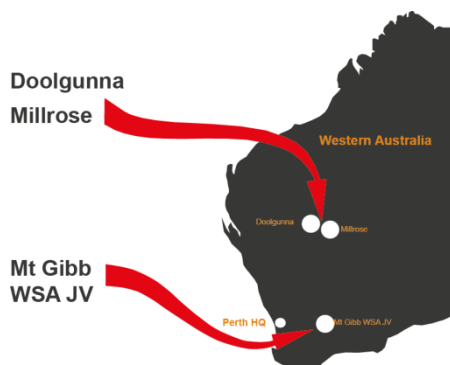 Doolgunna
Millrose
Western Australia
Doolgunna
Millrose
Mt Gibb
WSA JV
Perth HQ
Mt Gibb WSA JV